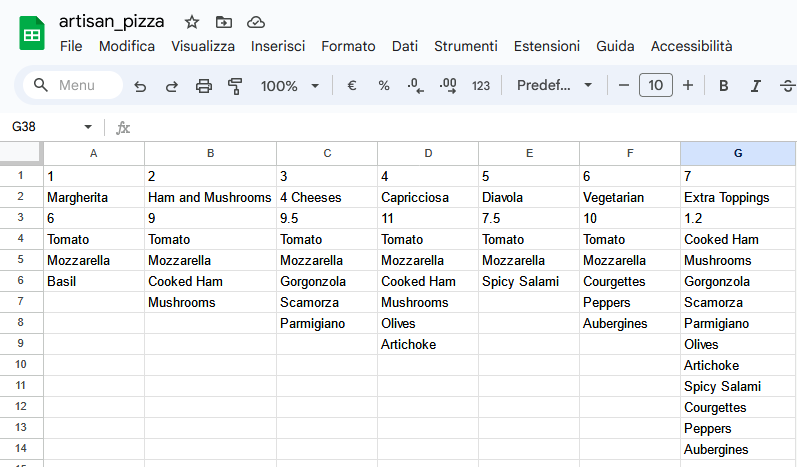 artisan_pizza
File Modifica Visualizza Inserisci Formato Dati Strumenti Estensioni Guida Accessibilità
Menu 100% € % .0 .00 123 Predef... − 10 + B I S
G38 fx
A B C D E F G
1 1 2 3 4 5 6 7
2 Margherita Ham and Mushrooms 4 Cheeses Capricciosa Diavola Vegetarian Extra Toppings
3 6 9 9.5 11 7.5 10 1.2
4 Tomato Tomato Tomato Tomato Tomato Tomato Cooked Ham
5 Mozzarella Mozzarella Mozzarella Mozzarella Mozzarella Mozzarella Mushrooms
6 Basil Cooked Ham Gorgonzola Cooked Ham Spicy Salami Courgettes Gorgonzola
7 Mushrooms Scamorza Mushrooms Peppers Scamorza
8 Parmigiano Olives Aubergines Parmigiano
9 Artichoke Olives
10 Artichoke
11 Spicy Salami
12 Courgettes
13 Peppers
14 Aubergines